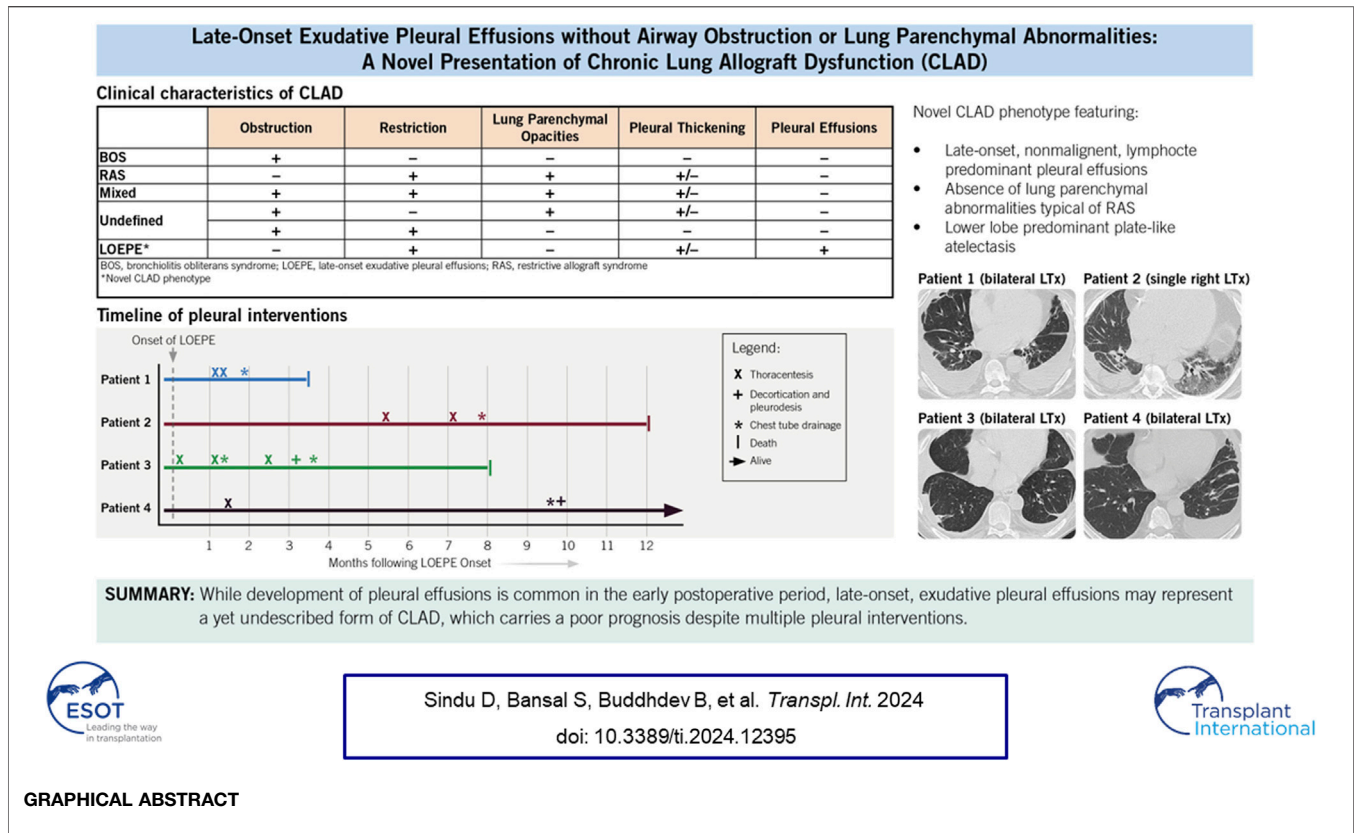 Late-Onset Exudative Pleural Effusions without Airway Obstruction or Lung Parenchymal Abnormalities:
A Novel Presentation of Chronic Lung Allograft Dysfunction (CLAD)
Clinical characteristics of CLAD
Obstruction Restriction Lung Parenchymal Opacities Pleural Thickening Pleural Effusions
BOS + – – – –
RAS – + + +/– –
Mixed + + + +/– –
Undefined + – + +/– –
+ + – – –
LOEPE* – + – +/– +
BOS, bronchiolitis obliterans syndrome; LOEPE, late-onset exudative pleural effusions; RAS, restrictive allograft syndrome
*Novel CLAD phenotype
Novel CLAD phenotype featuring:
• Late-onset, nonmalignent, lymphocte
predominant pleural effusions
• Absence of lung parenchymal
abnormalities typical of RAS
• Lower lobe predominant plate-like
atelectasis
Patient 1 (bilateral LTx) Patient 2 (single right LTx)
Patient 3 (bilateral LTx) Patient 4 (bilateral LTx)
Timeline of pleural interventions
Onset of LOEPE
Patient 1 X X *
Patient 2 X X *
Patient 3 X X * X + *
Patient 4 X * +
1 2 3 4 5 6 7 8 9 10 11 12
Months following LOEPE Onset
Legend:
X Thoracentesis
+ Decortication and
pleurodesis
* Chest tube drainage
| Death
Alive
SUMMARY: While development of pleural effusions is common in the early postoperative period, late-onset, exudative pleural effusions may represent
a yet undescribed form of CLAD, which carries a poor prognosis despite multiple pleural interventions.
ESOT
Leading the way
in transplantation
Sindu D, Bansal S, Buddhdev B, et al. Transpl. Int. 2024
doi: 10.3389/ti.2024.12395
Transplant
International
GRAPHICAL ABSTRACT